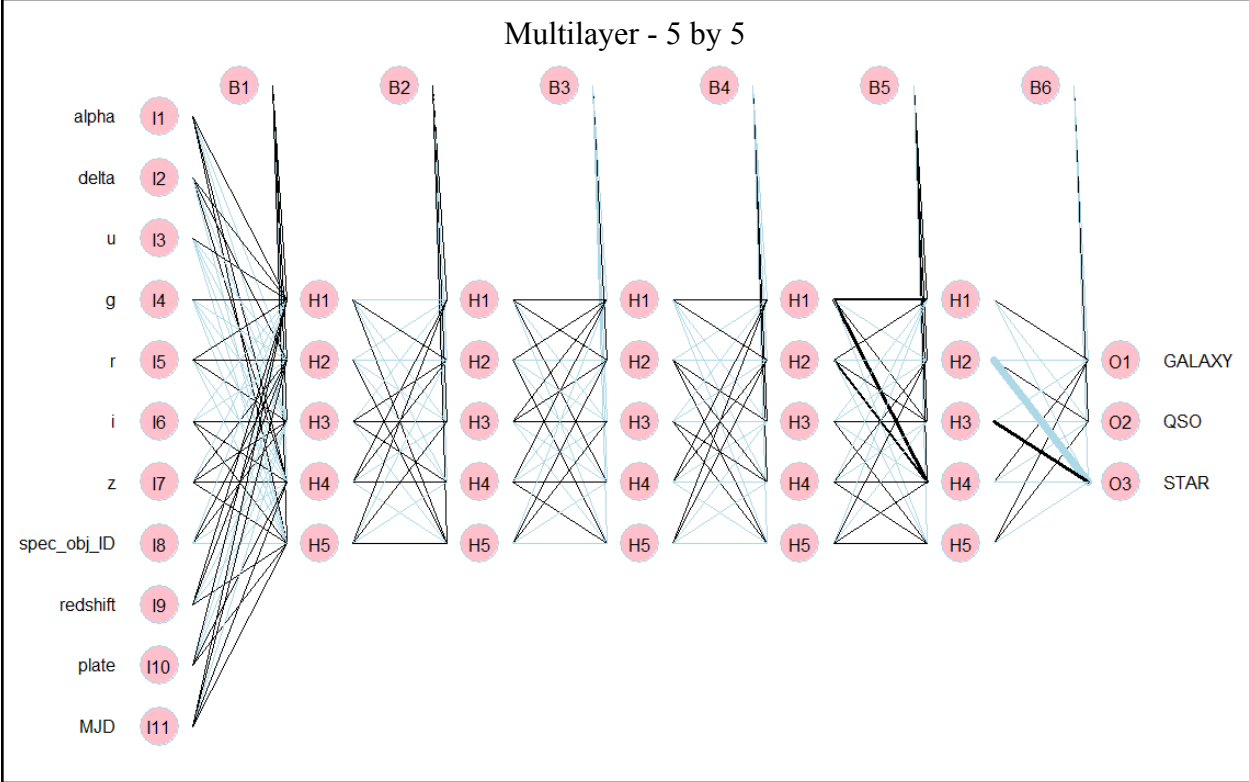 Multilayer - 5 by 5
B1 B2 B3 B4 B5 B6
alpha I1
delta I2
u I3
g I4 H1 H1 H1 H1 H1
r I5 H2 H2 H2 H2 H2 O1 GALAXY
i I6 H3 H3 H3 H3 H3 O2 QSO
z I7 H4 H4 H4 H4 H4 O3 STAR
spec_obj_ID I8 H5 H5 H5 H5 H5
redshift I9
plate I10
MJD I11